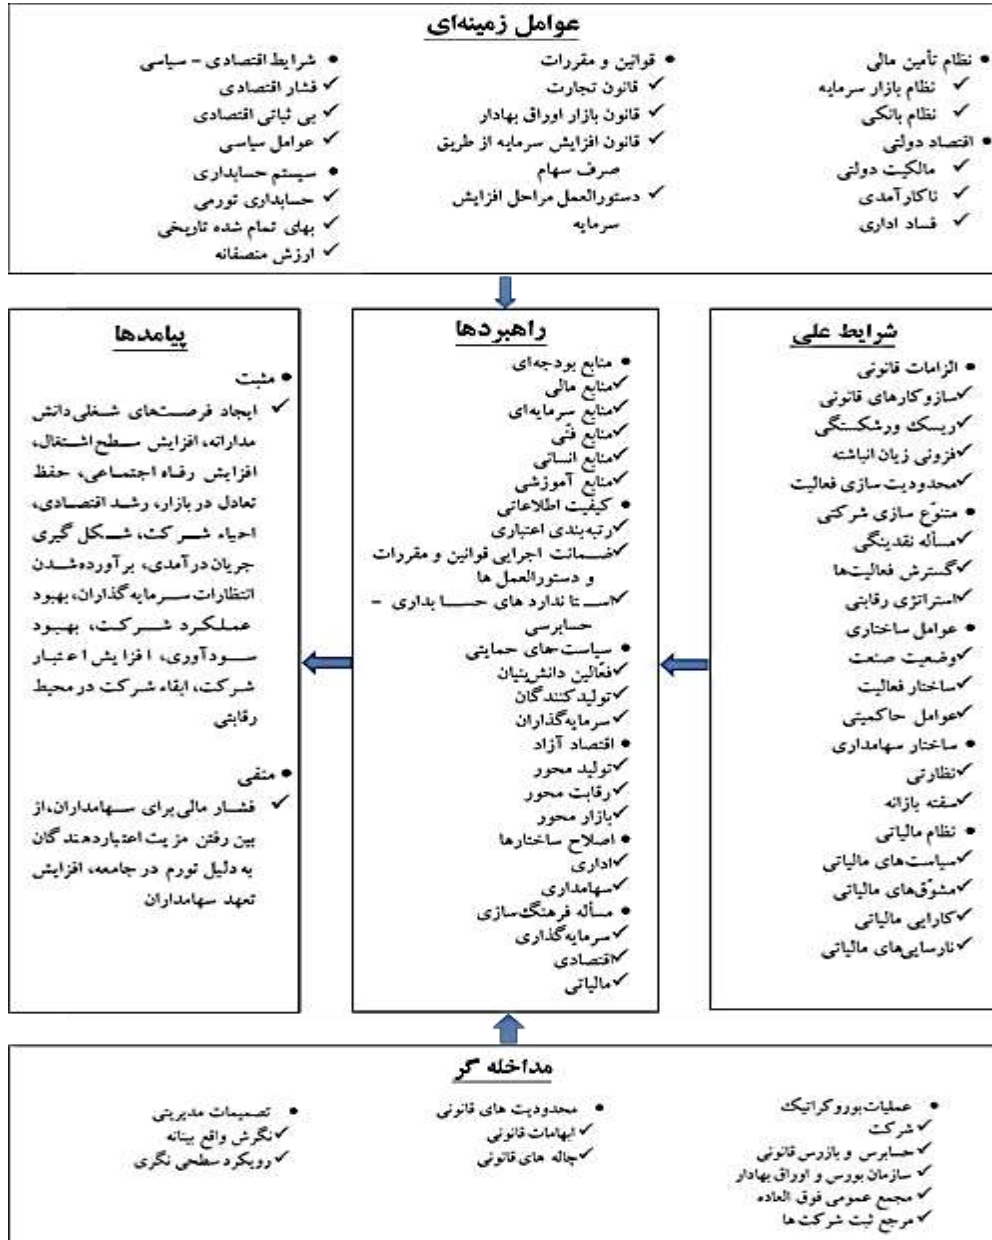 عوامل زمینه‌ای
• نظام تأمین مالی
✓ نظام بازار سرمایه
✓ نظام بانکی
• اقتصاد دولتی
✓ مالکیت دولتی
✓ ناکارآمدی
✓ فساد اداری
• قوانین و مقررات
✓ قانون تجارت
✓ قانون بازار اوراق بهادار
✓ قانون افزایش سرمایه از طریق
صرف سهام
✓ دستورالعمل مراحل افزایش
سرمایه
• شرایط اقتصادی – سیاسی
✓ فشار اقتصادی
✓ بی ثباتی اقتصادی
✓ عوامل سیاسی
• سیستم حسابداری
✓ حسابداری تورمی
✓ بهای تمام شده تاریخی
✓ ارزش منصفانه
شرایط علی
• الزامات قانونی
✓ سازوکارهای قانونی
✓ ریسک ورشکستگی
✓ فزونی زیان انباشته
✓ محدودیت سازی فعالیت
• متنوّع سازی شرکتی
✓ مسأله نقدینگی
✓ گسترش فعالیت‌ها
✓ استراتژی رقابتی
• عوامل ساختاری
✓ وضعیت صنعت
✓ ساختار فعالیت
✓ عوامل حاکمیتی
• ساختار سهامداری
✓ نظارتی
✓ سفته بازانه
• نظام مالیاتی
✓ سیاست‌های مالیاتی
✓ مشوّق‌های مالیاتی
✓ کارایی مالیاتی
✓ نارسایی‌های مالیاتی
راهبردها
• منابع بودجه‌ای
✓ منابع مالی
✓ منابع سرمایه‌ای
✓ منابع فنّی
✓ منابع انسانی
✓ منابع آموزشی
• کیفیت اطلاعاتی
✓ رتبه‌بندی اعتباری
✓ ضمانت اجرایی قوانین و مقررات
و دستورالعمل ها
✓ استانداردهای حسابداری –
حسابرسی
• سیاست‌های حمایتی
✓ فعّالین دانش‌بنیان
✓ تولیدکنندگان
✓ سرمایه‌گذاران
• اقتصاد آزاد
✓ تولید محور
✓ رقابت محور
✓ بازار محور
• اصلاح ساختارها
✓ اداری
✓ سهامداری
• مسأله فرهنگ‌سازی
✓ سرمایه‌گذاری
✓ اقتصادی
✓ مالیاتی
پیامدها
• مثبت
✓ ایجاد فرصت‌های شغلی دانش
مدارانه، افزایش سطح اشتغال،
افزایش رفاه اجتماعی، حفظ
تعادل در بازار، رشد اقتصادی،
احیاء شرکت، شکل گیری
جریان درآمدی، برآورده‌شدن
انتظارات سرمایه‌گذاران، بهبود
عملکرد شرکت، بهبود
سودآوری، افزایش اعتبار
شرکت، ابقاء شرکت در محیط
رقابتی
• منفی
✓ فشار مالی برای سهامداران، از
بین رفتن مزیت اعتباردهندگان
به دلیل تورم در جامعه، افزایش
تعهد سهامداران
مداخله گر
• عملیات بوروکراتیک
✓ شرکت
✓ حسابرس و بازرس قانونی
✓ سازمان بورس و اوراق بهادار
✓ مجمع عمومی فوق العاده
✓ مرجع ثبت شرکت ها
• محدودیت های قانونی
✓ ابهامات قانونی
✓ چاله های قانونی
• تصمیمات مدیریتی
✓ نگرش واقع بینانه
✓ رویکرد سطحی نگری